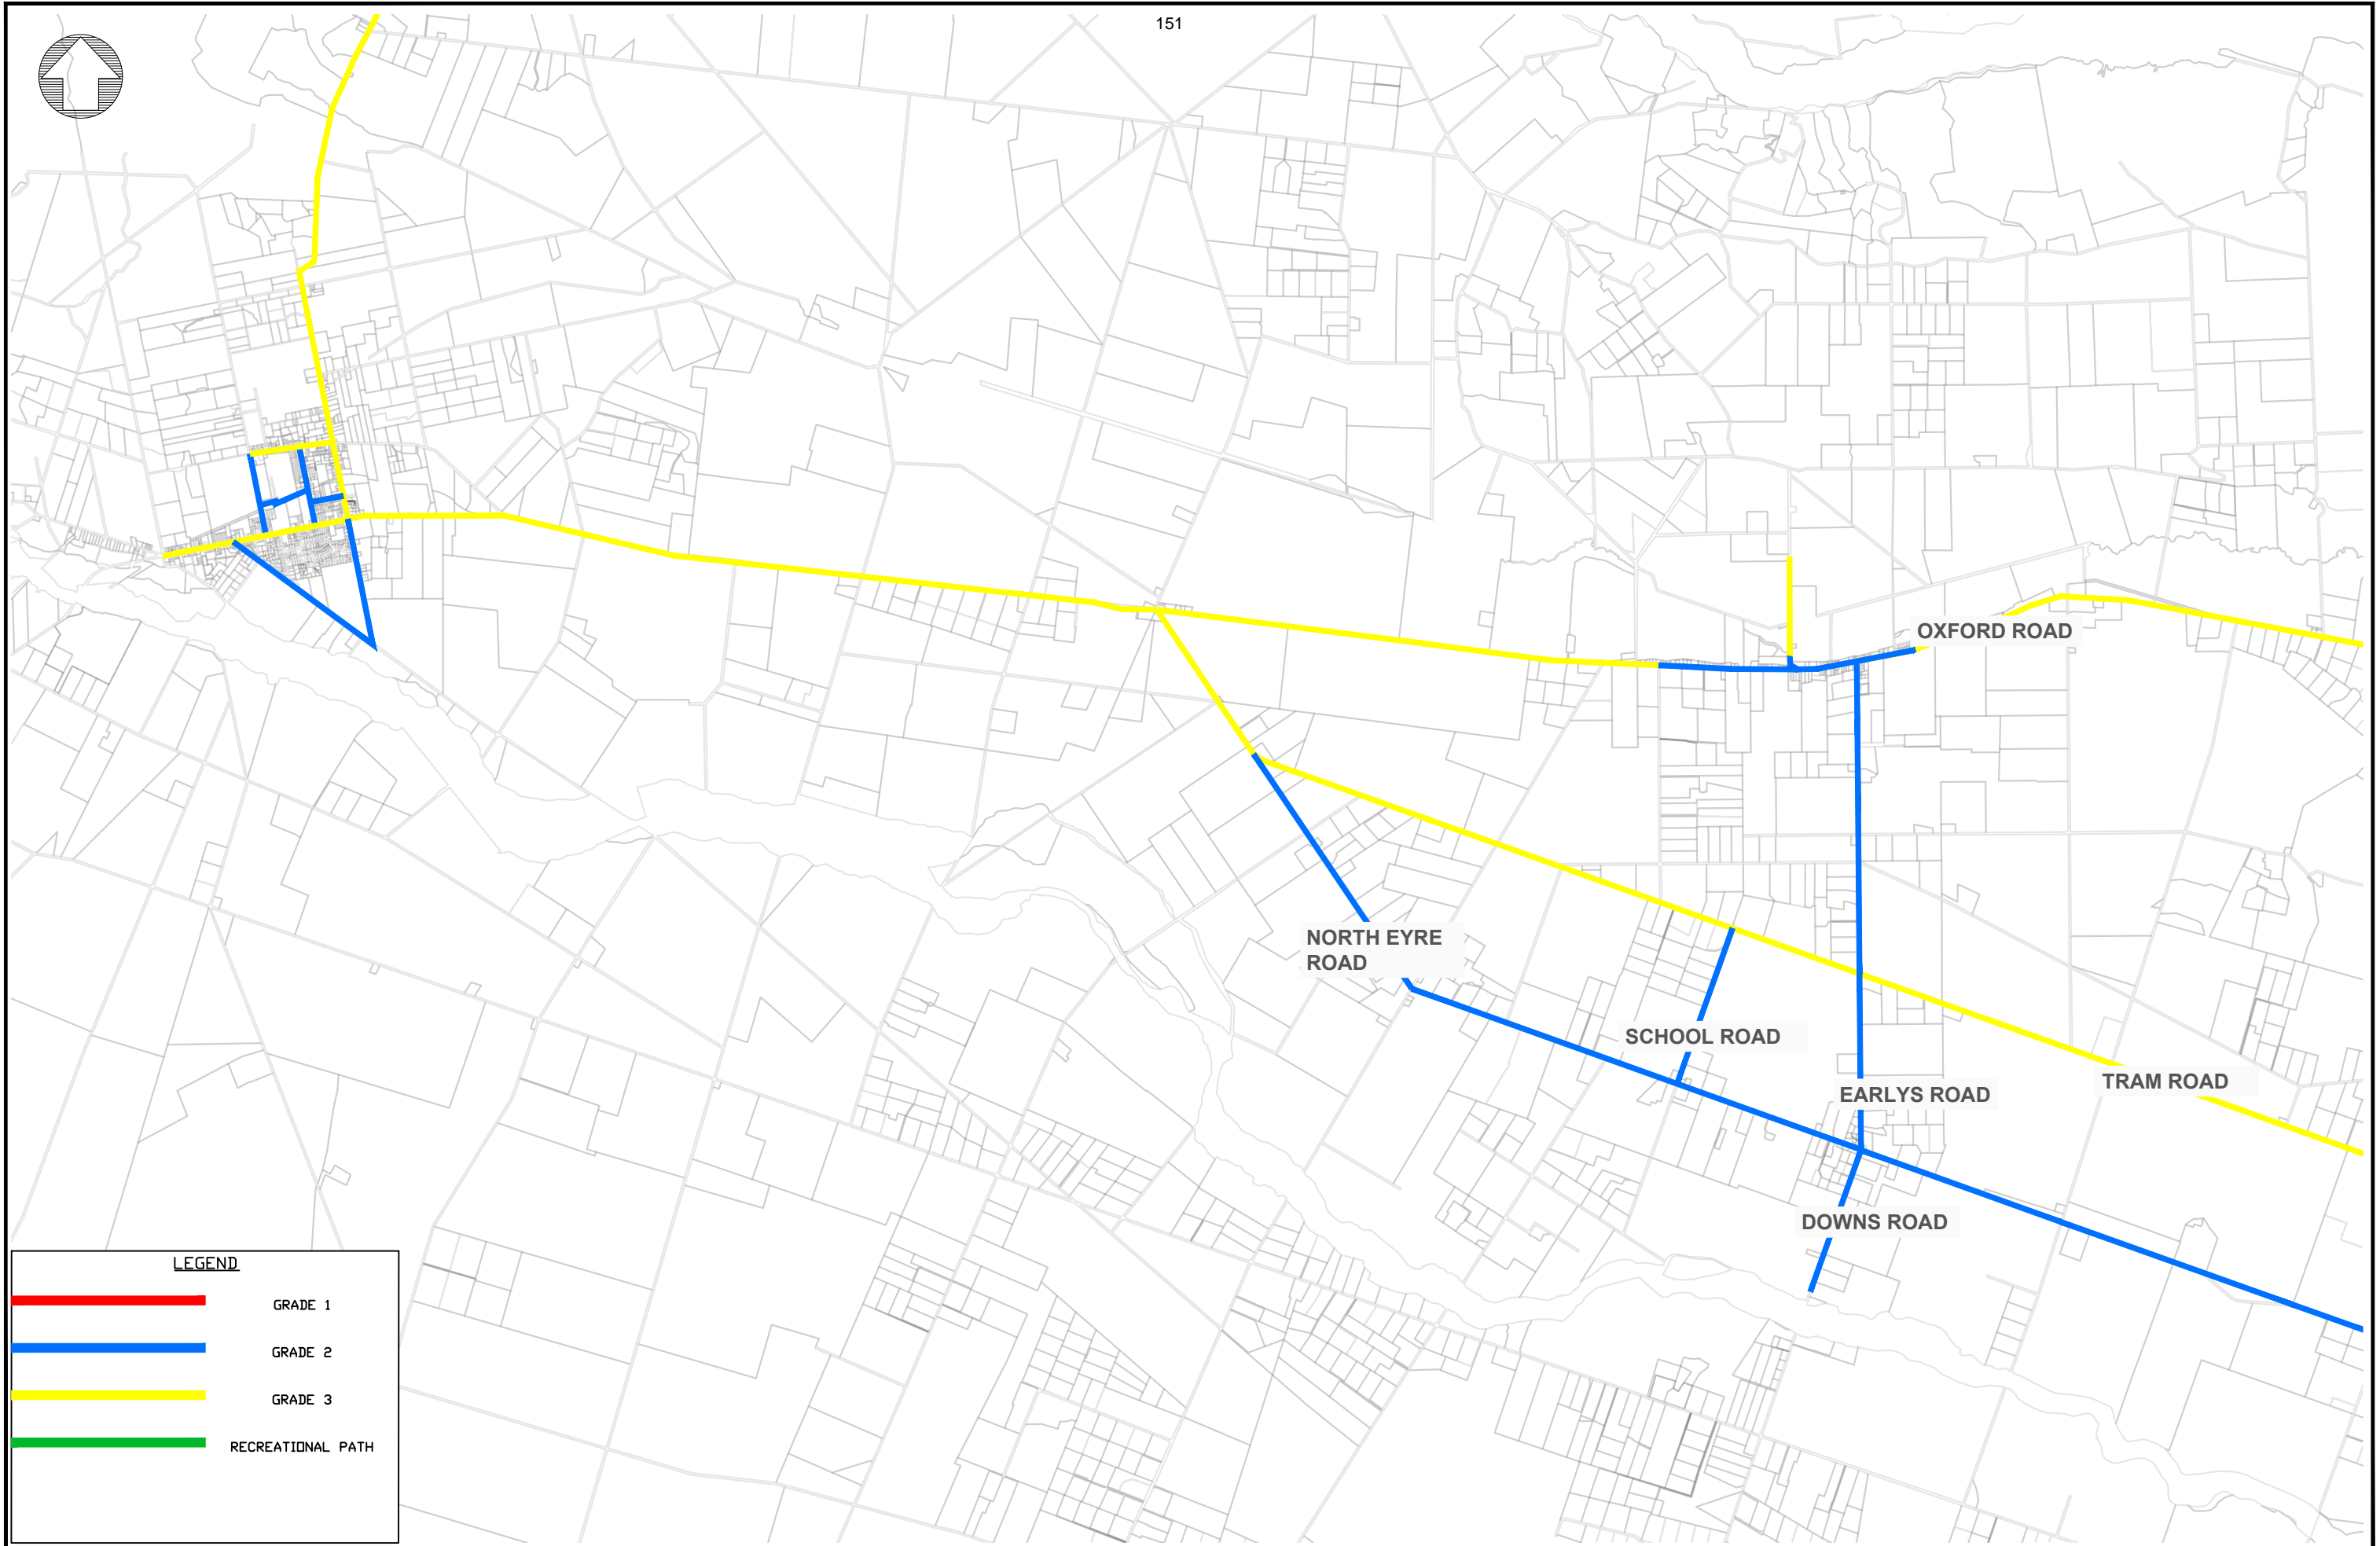 151
OXFORD ROAD
NORTH EYRE
ROAD
SCHOOL ROAD
TRAM ROAD
EARLYS ROAD
DOWNS ROAD
LEGEND
GRADE 1
GRADE 2
GRADE 3
RECREATIONAL PATH